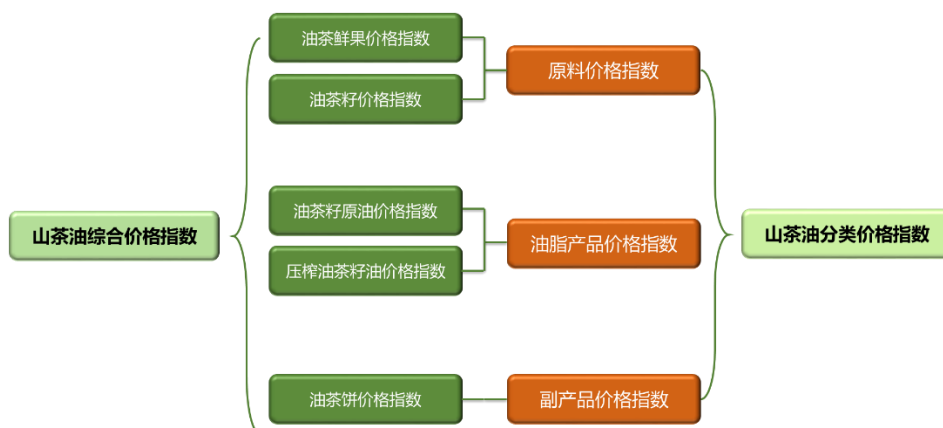 油茶鲜果价格指数
原料价格指数
油茶籽价格指数
油茶籽原油价格指数
山茶油综合价格指数
油脂产品价格指数
山茶油分类价格指数
压榨油茶籽油价格指数
油茶饼价格指数
副产品价格指数